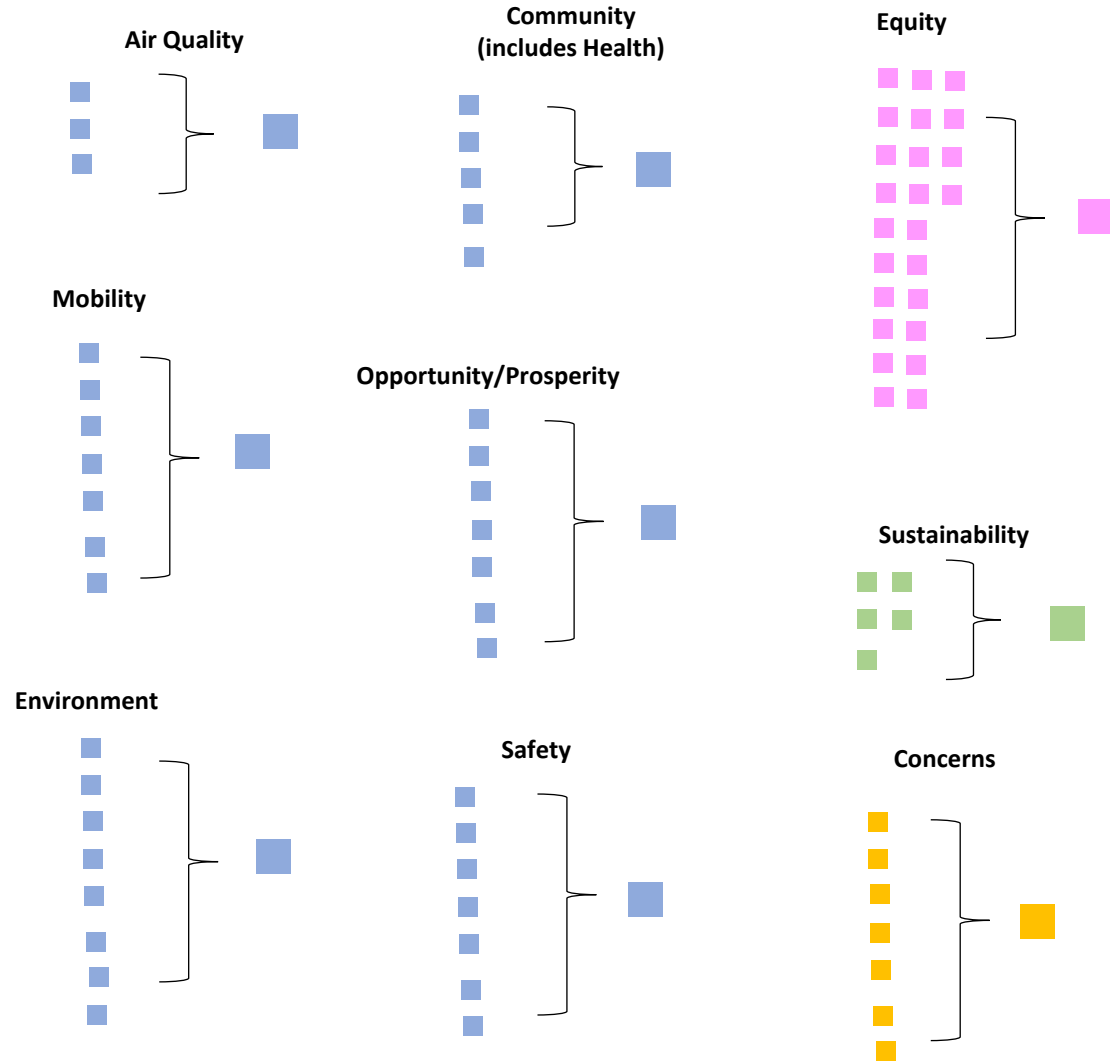 Air Quality
Community
(includes Health)
Equity
Mobility
Opportunity/Prosperity
Sustainability
Environment
Safety
Concerns